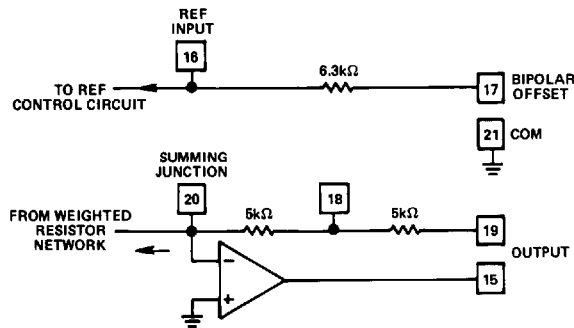 REF
INPUT
16
6.3kΩ
TO REF
CONTROL CIRCUIT
17
BIPOLAR
OFFSET
21
COM
SUMMING
JUNCTION
20
18
FROM WEIGHTED
RESISTOR
NETWORK
5kΩ
5kΩ
19
OUTPUT
15
−
+